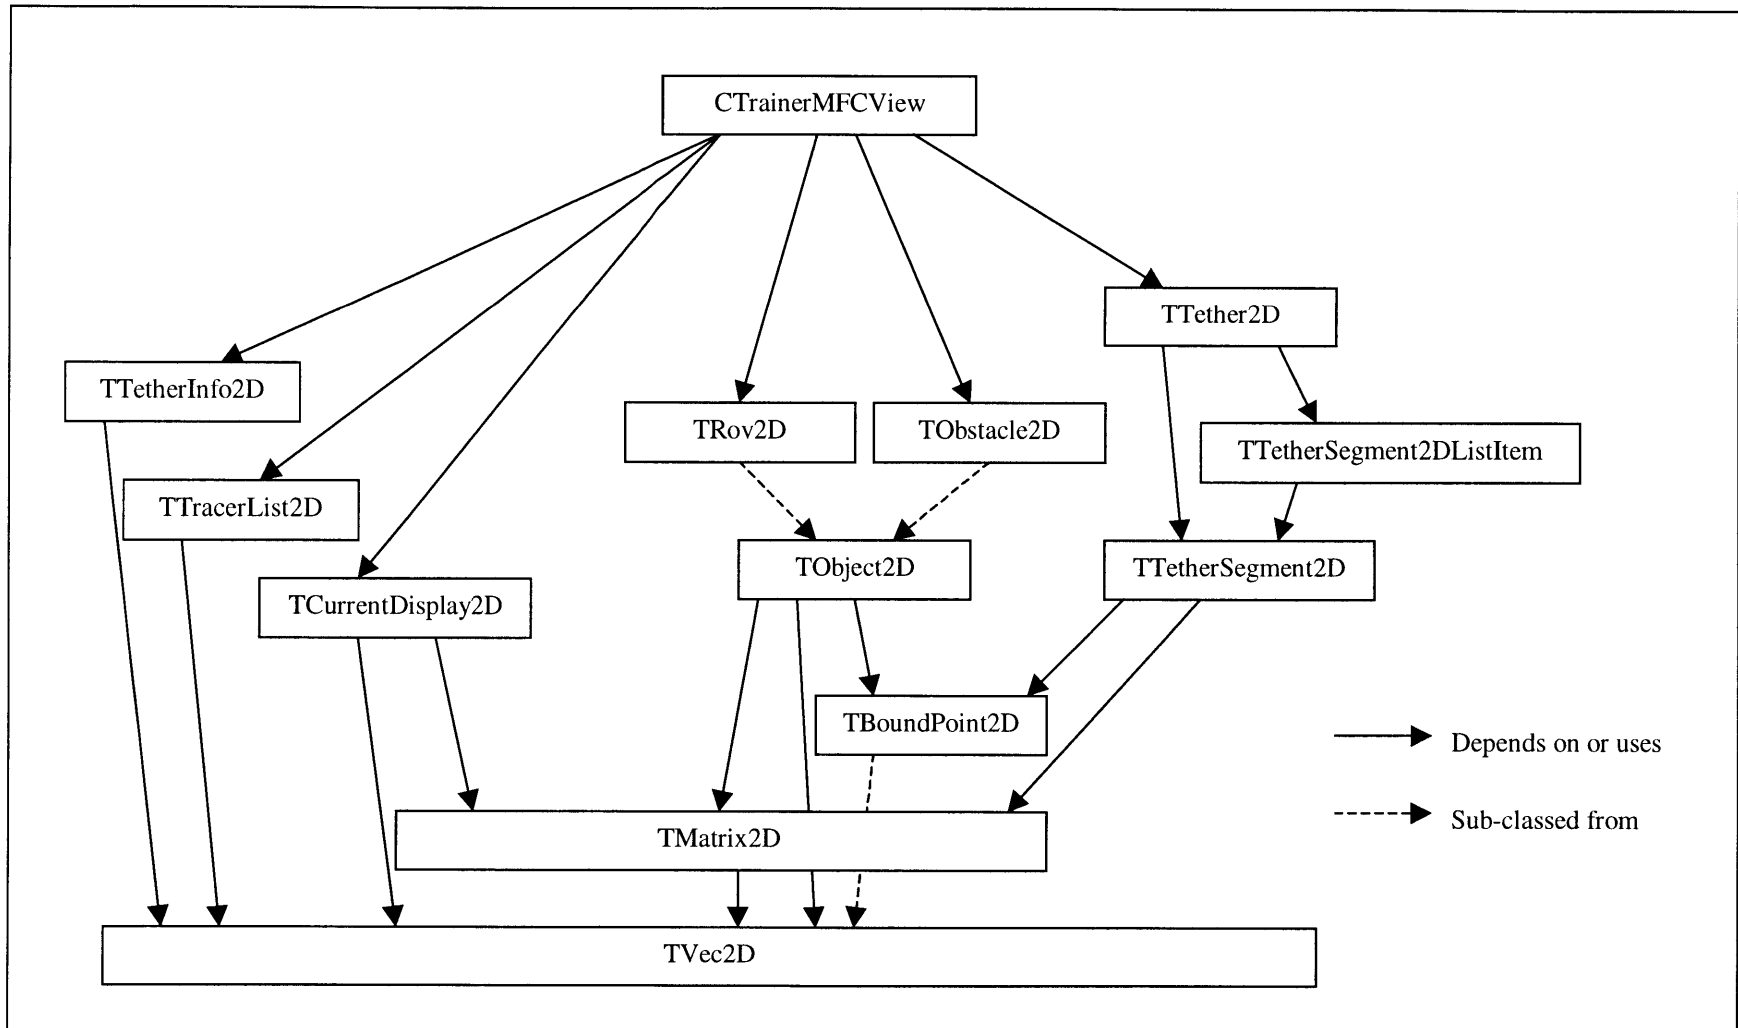 CTrainerMFCView
TTether2D
TTetherInfo2D
TRov2D
TObstacle2D
TTetherSegment2DListItem
TTracerList2D
TObject2D
TTetherSegment2D
TCurrentDisplay2D
TBoundPoint2D
Depends on or uses
Sub-classed from
TMatrix2D
TVec2D